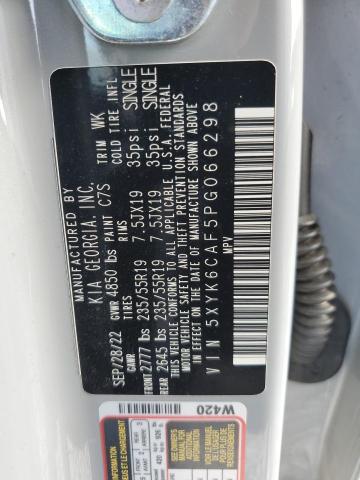 MANUFACTURED BY
KIA GEORGIA, INC.
SEP/28/22 PAINT C7S TRIM WK
GVWR 4850 lbs
GAWR TIRES RIMS COLD TIRE INFL
FRONT 2777 lbs 235/55R19 7.5JX19 35psi SINGLE
REAR 2645 lbs 235/55R19 7.5JX19 35psi SINGLE
THIS VEHICLE CONFORMS TO ALL APPLICABLE U.S.A. FEDERAL
MOTOR VEHICLE SAFETY, BUMPER, AND
THEFT PREVENTION STANDARDS IN EFFECT ON THE DATE OF
MANUFACTURE SHOWN ABOVE
VIN 5XYK6CAF5PG066298
MPV
W420